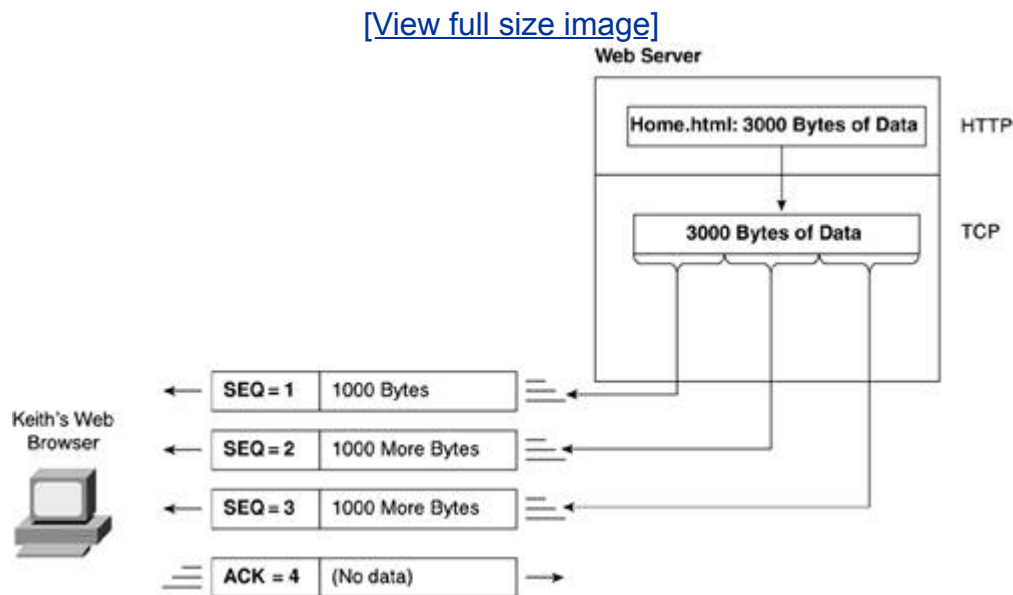 [View full size image]
Web Server
Home.html: 3000 Bytes of Data
HTTP
3000 Bytes of Data
TCP
SEQ = 1
1000 Bytes
Keith's Web
Browser
SEQ = 2
1000 More Bytes
SEQ = 3
1000 More Bytes
ACK = 4
(No data)